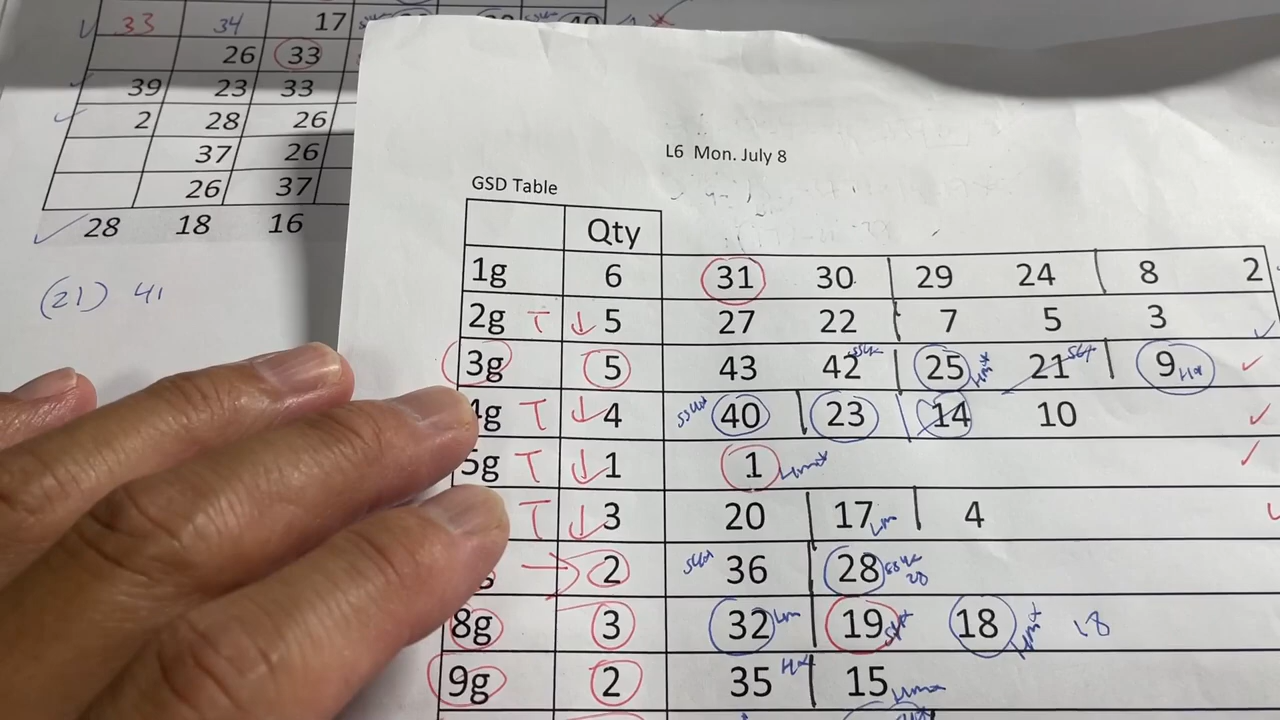 33 34 17
26 33
39 23 33
2 28 26
37 26
26 37
28 18 16
(21) 41
L6 Mon. July 8
GSD Table
Qty
1g 6 31 30 29 24 8 2
2g T ↓ 5 27 22 7 5 3
3g 5 43 42 25 21 9
4g T ↓ 4 40 23 14 10
5g T ↓ 1 1
T ↓ 3 20 17 Lm 4
→ 2 36 28 28
8g 3 32 Lm 19 18 18
9g 2 35 15